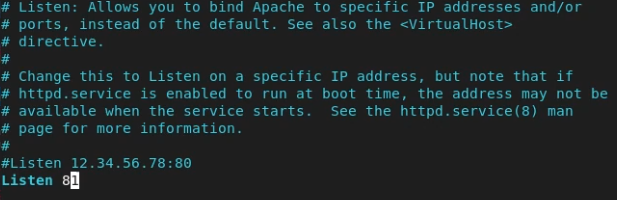 # Listen: Allows you to bind Apache to specific IP addresses and/or
# ports, instead of the default. See also the <VirtualHost>
# directive.
#
# Change this to Listen on a specific IP address, but note that if
# httpd.service is enabled to run at boot time, the address may not be
# available when the service starts.  See the httpd.service(8) man
# page for more information.
#
#Listen 12.34.56.78:80
Listen 81